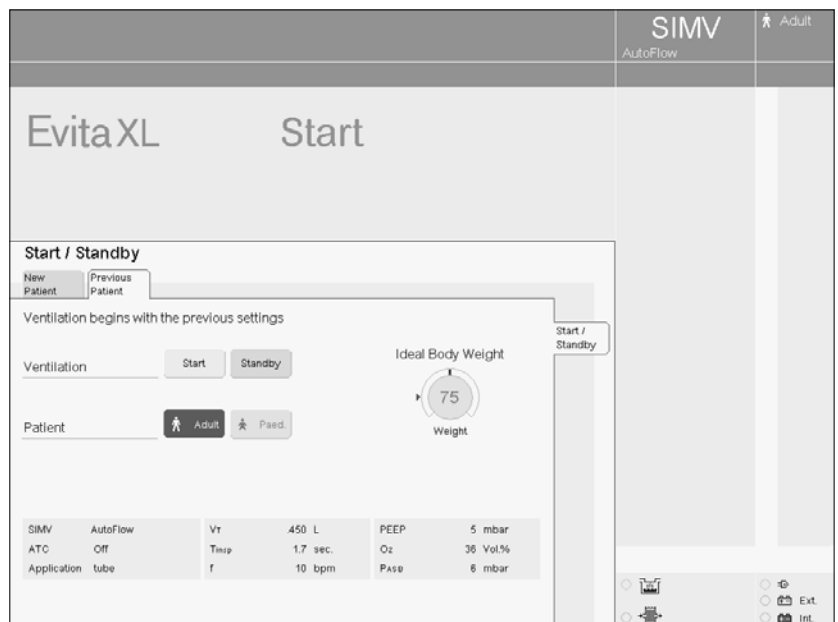 SIMV
Adult
AutoFlow
EvitaXL Start
Start / Standby
New Patient
Previous Patient
Ventilation begins with the previous settings
Start / Standby
Ventilation Start Standby
Ideal Body Weight
75
Weight
Patient Adult Paed.
SIMV AutoFlow VT .450 L PEEP 5 mbar
ATC Off Tinsp 1.7 sec. O2 36 Vol.%
Application tube f 10 bpm PASB 6 mbar
Ext.
Int.